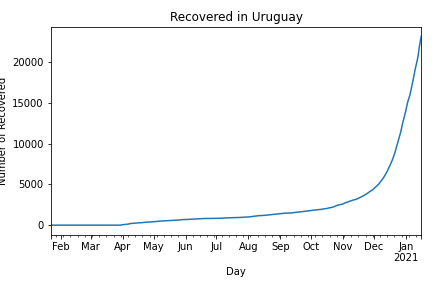 Recovered in Uruguay
Number of Recovered
20000
15000
10000
5000
0
Feb Mar Apr May Jun Jul Aug Sep Oct Nov Dec Jan
2021
Day